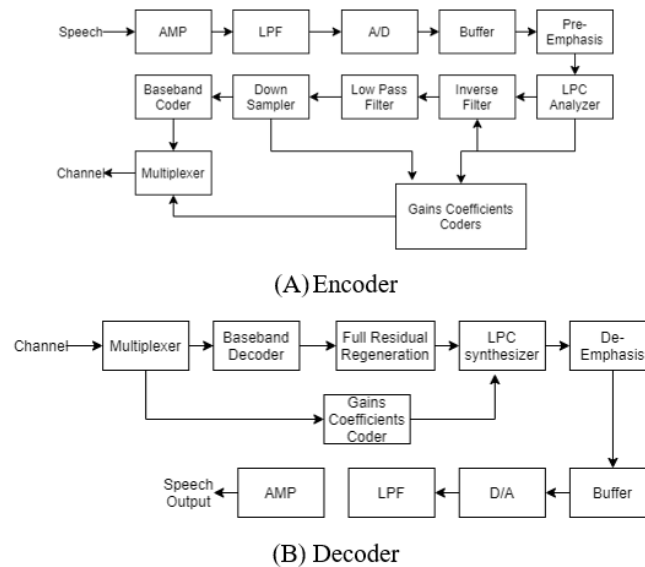 Speech
AMP
LPF
A/D
Buffer
Pre-
Emphasis
Baseband
Coder
Down
Sampler
Low Pass
Filter
Inverse
Filter
LPC
Analyzer
Channel
Multiplexer
Gains Coefficients
Coders
(A) Encoder
Channel
Multiplexer
Baseband
Decoder
Full Residual
Regeneration
LPC
synthesizer
De-
Emphasis
Gains
Coefficients
Coder
Speech
Output
AMP
LPF
D/A
Buffer
(B) Decoder